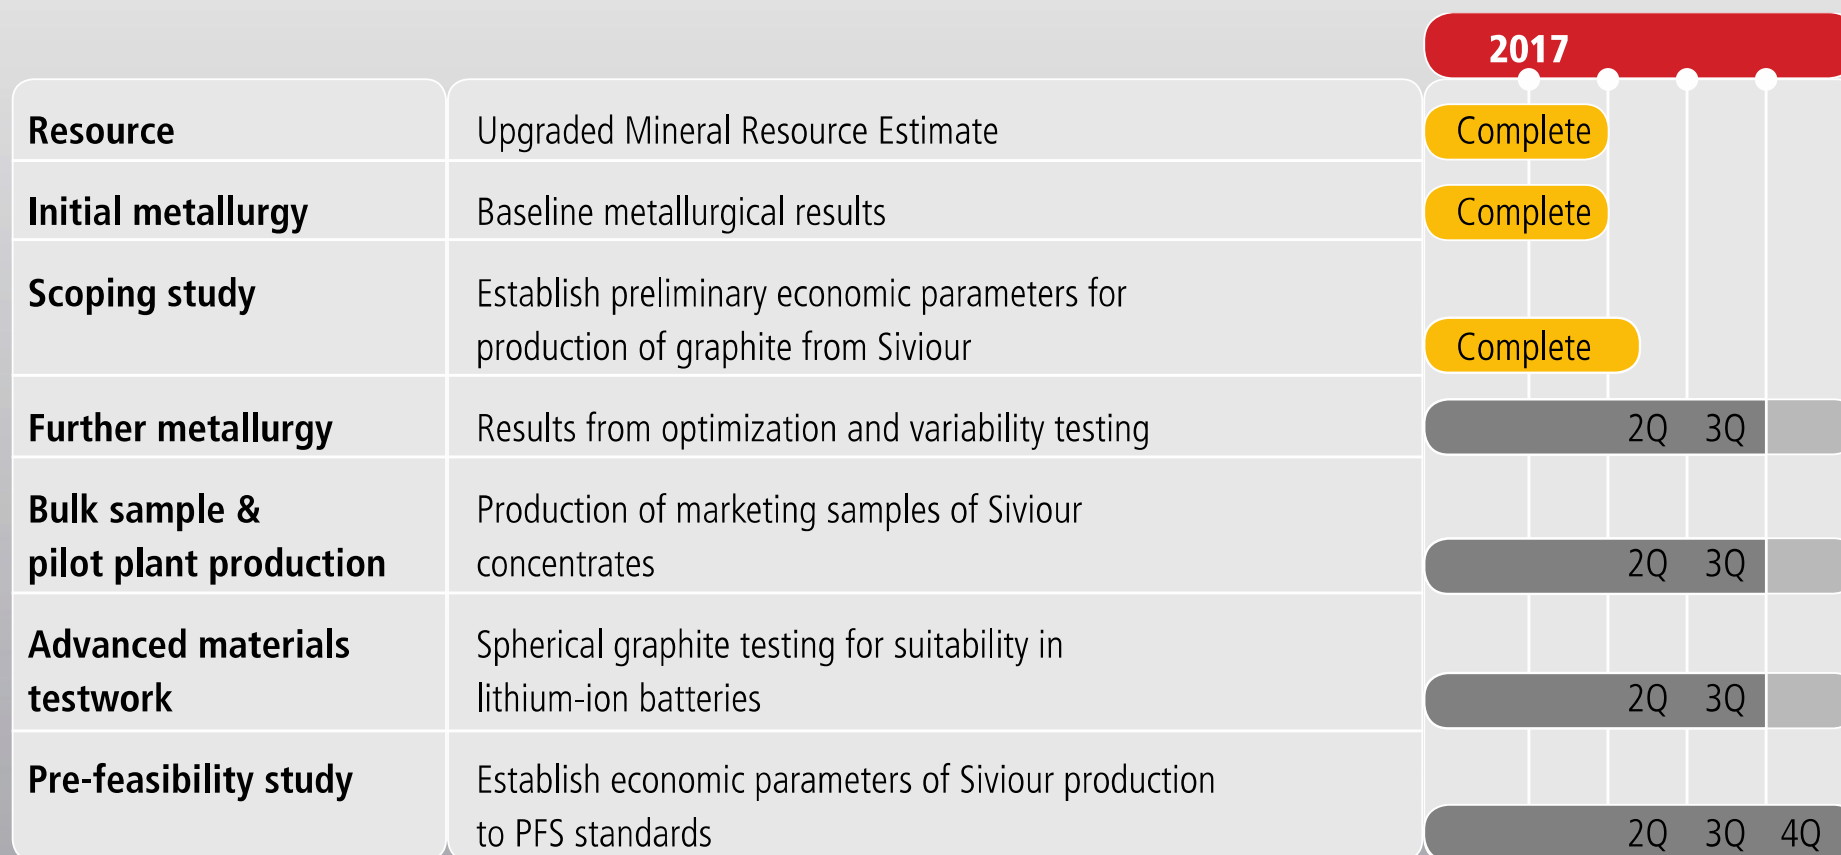 2017
Resource
Upgraded Mineral Resource Estimate
Complete
Initial metallurgy
Baseline metallurgical results
Complete
Scoping study
Establish preliminary economic parameters for
production of graphite from Siviour
Complete
Further metallurgy
Results from optimization and variability testing
2Q 3Q
Bulk sample &
pilot plant production
Production of marketing samples of Siviour
concentrates
2Q 3Q
Advanced materials
testwork
Spherical graphite testing for suitability in
lithium-ion batteries
2Q 3Q
Pre-feasibility study
Establish economic parameters of Siviour production
to PFS standards
2Q 3Q 4Q